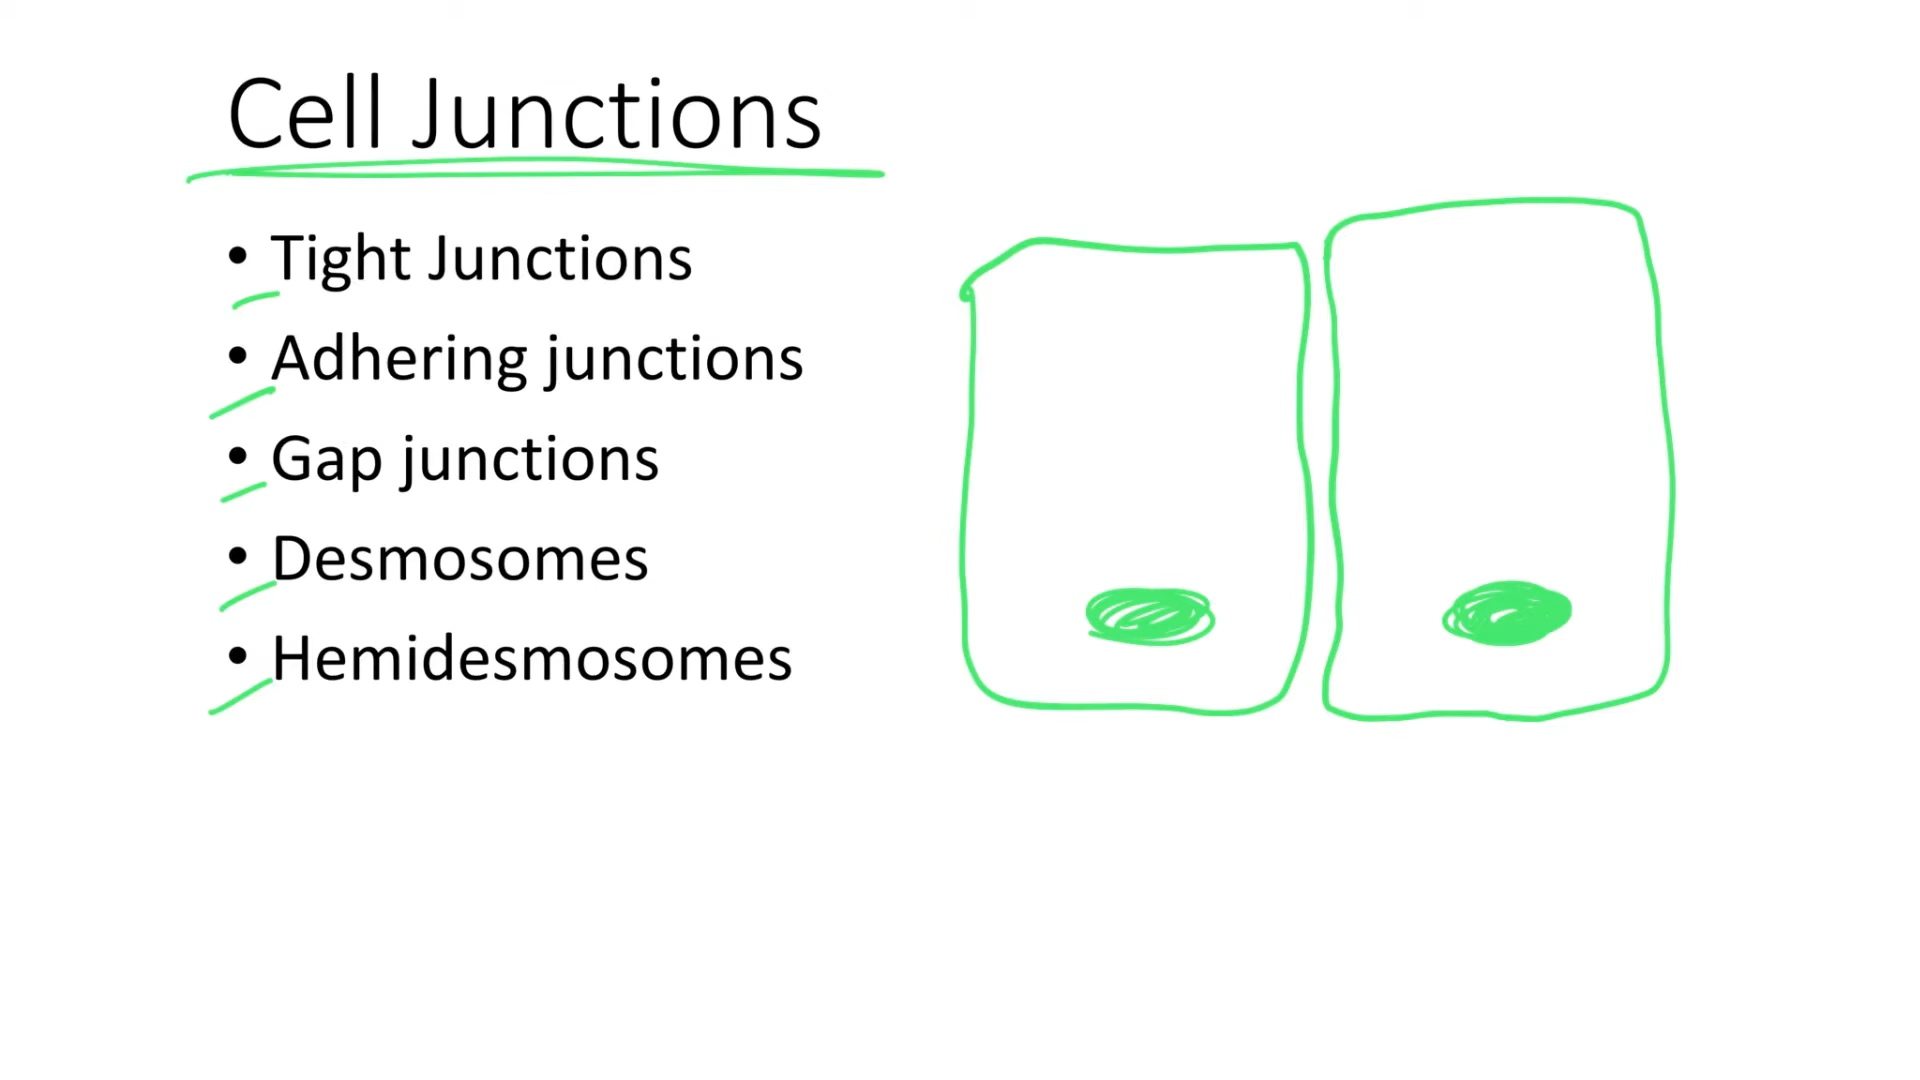 Cell Junctions
• Tight Junctions
• Adhering junctions
• Gap junctions
• Desmosomes
• Hemidesmosomes